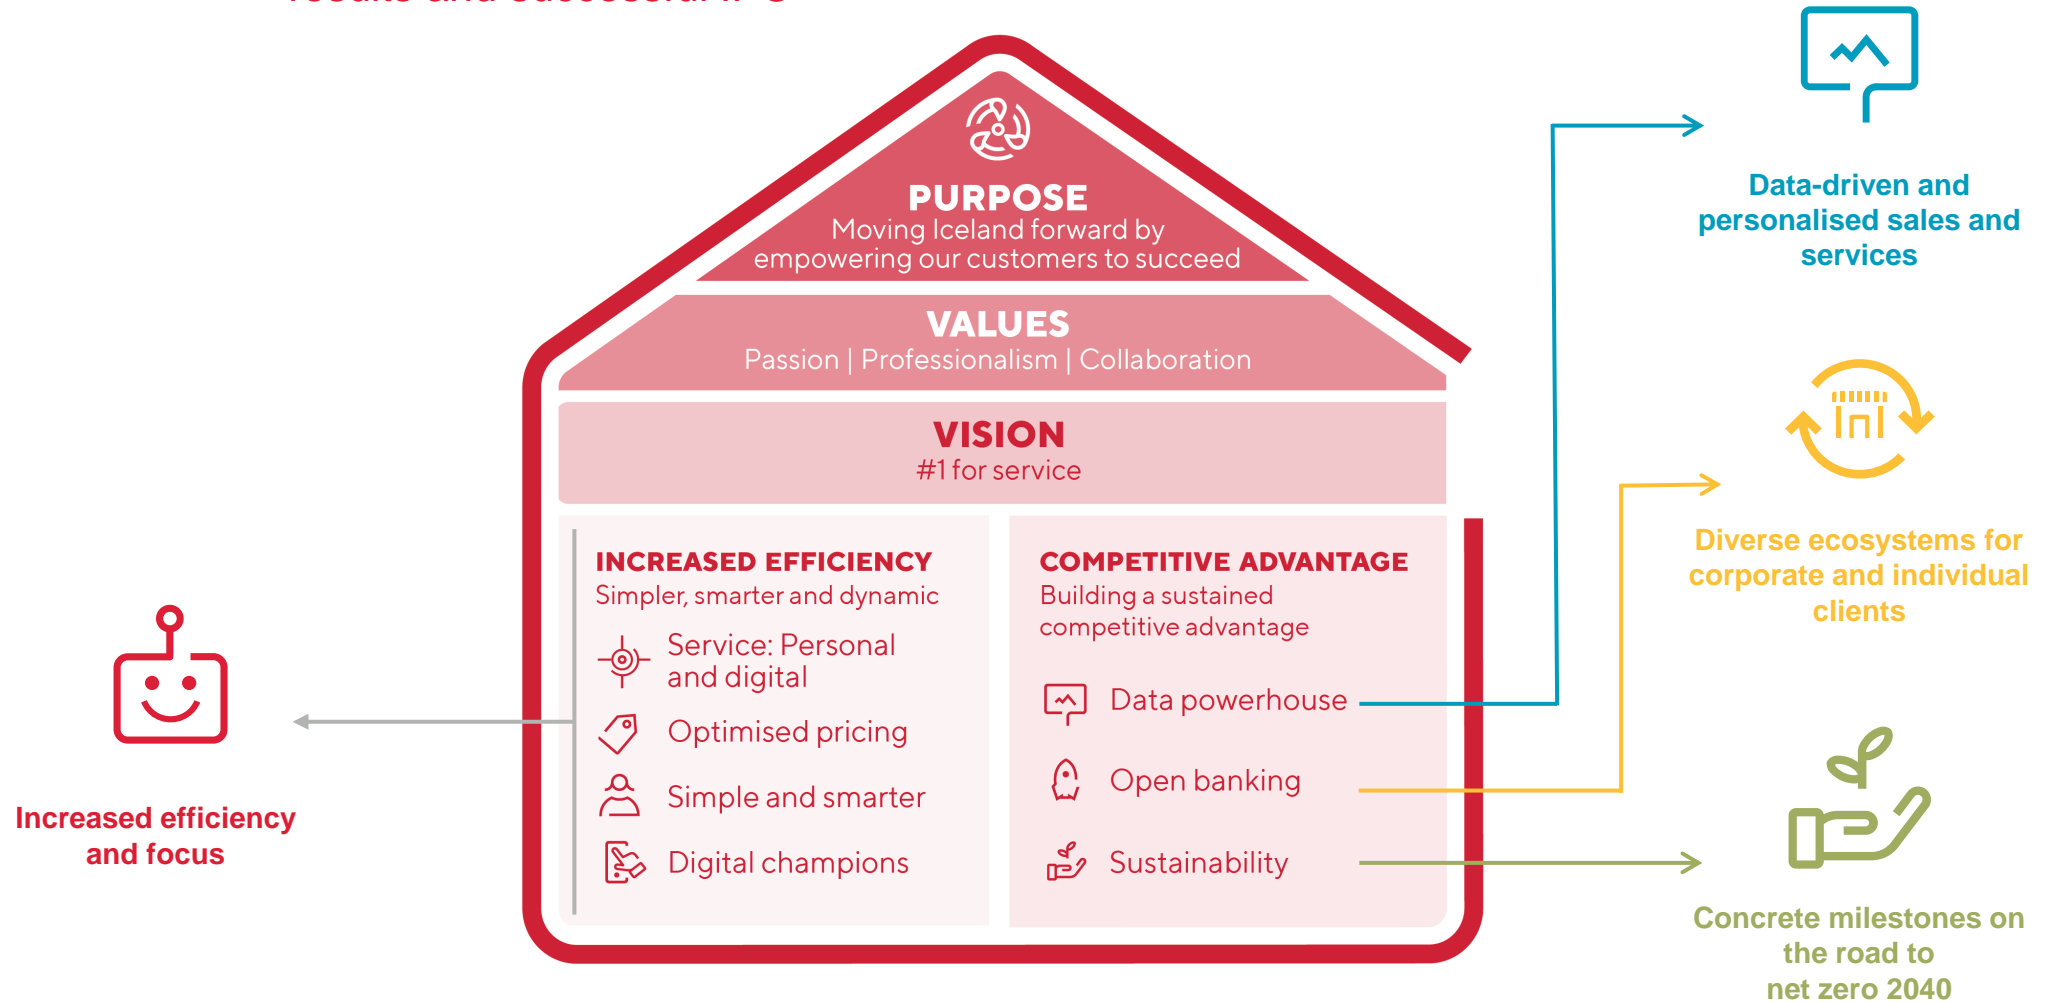 PURPOSE
Moving Iceland forward by
empowering our customers to succeed
VALUES
Passion | Professionalism | Collaboration
VISION
#1 for service
INCREASED EFFICIENCY
Simpler, smarter and dynamic
Service: Personal
and digital
Optimised pricing
Simple and smarter
Digital champions
COMPETITIVE ADVANTAGE
Building a sustained
competitive advantage
Data powerhouse
Open banking
Sustainability
Increased efficiency
and focus
Data-driven and
personalised sales and
services
Diverse ecosystems for
corporate and individual
clients
Concrete milestones on
the road to
net zero 2040